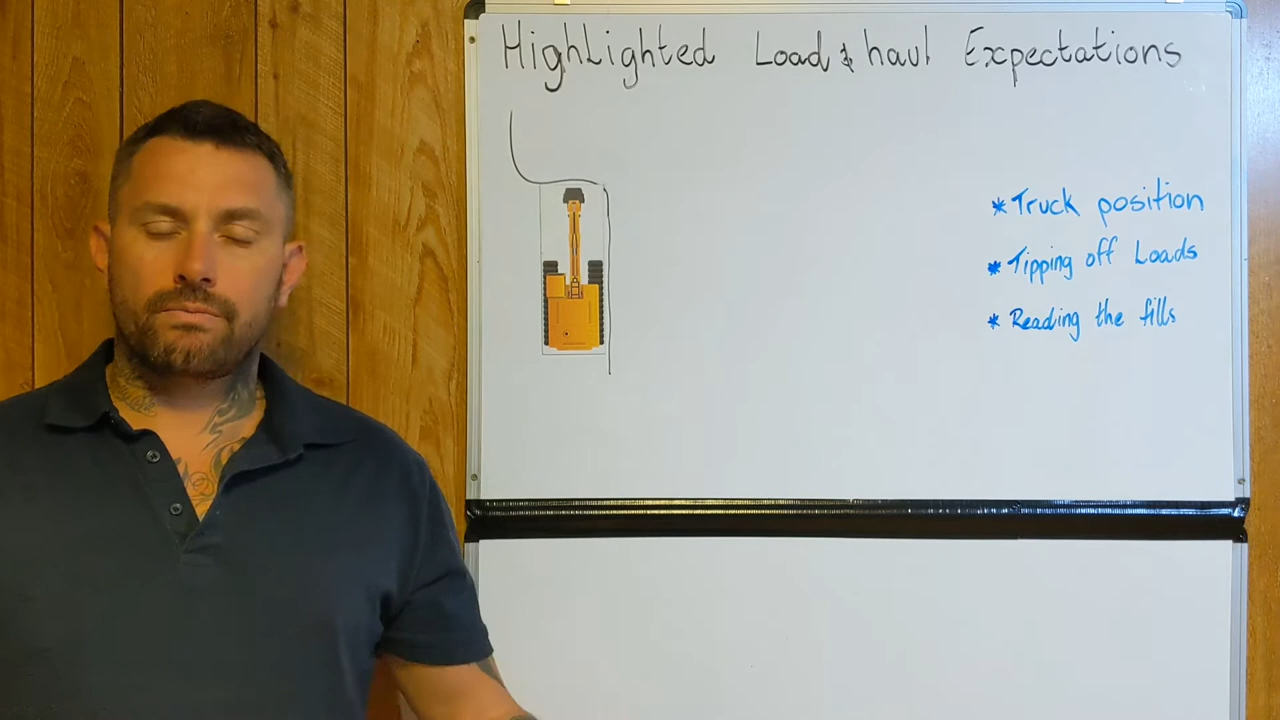 Highlighted Load & haul Expectations
* Truck position
* Tipping off Loads
* Reading the fills